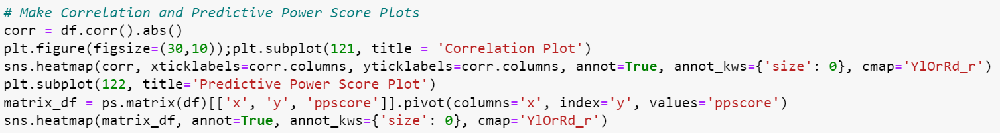 # Make Correlation and Predictive Power Score Plots
corr = df.corr().abs()
plt.figure(figsize=(30,10));plt.subplot(121, title = 'Correlation Plot')
sns.heatmap(corr, xticklabels=corr.columns, yticklabels=corr.columns, annot=True, annot_kws={'size': 0}, cmap='YlOrRd_r')
plt.subplot(122, title='Predictive Power Score Plot')
matrix_df = ps.matrix(df)[['x', 'y', 'ppscore']].pivot(columns='x', index='y', values='ppscore')
sns.heatmap(matrix_df, annot=True, annot_kws={'size': 0}, cmap='YlOrRd_r')